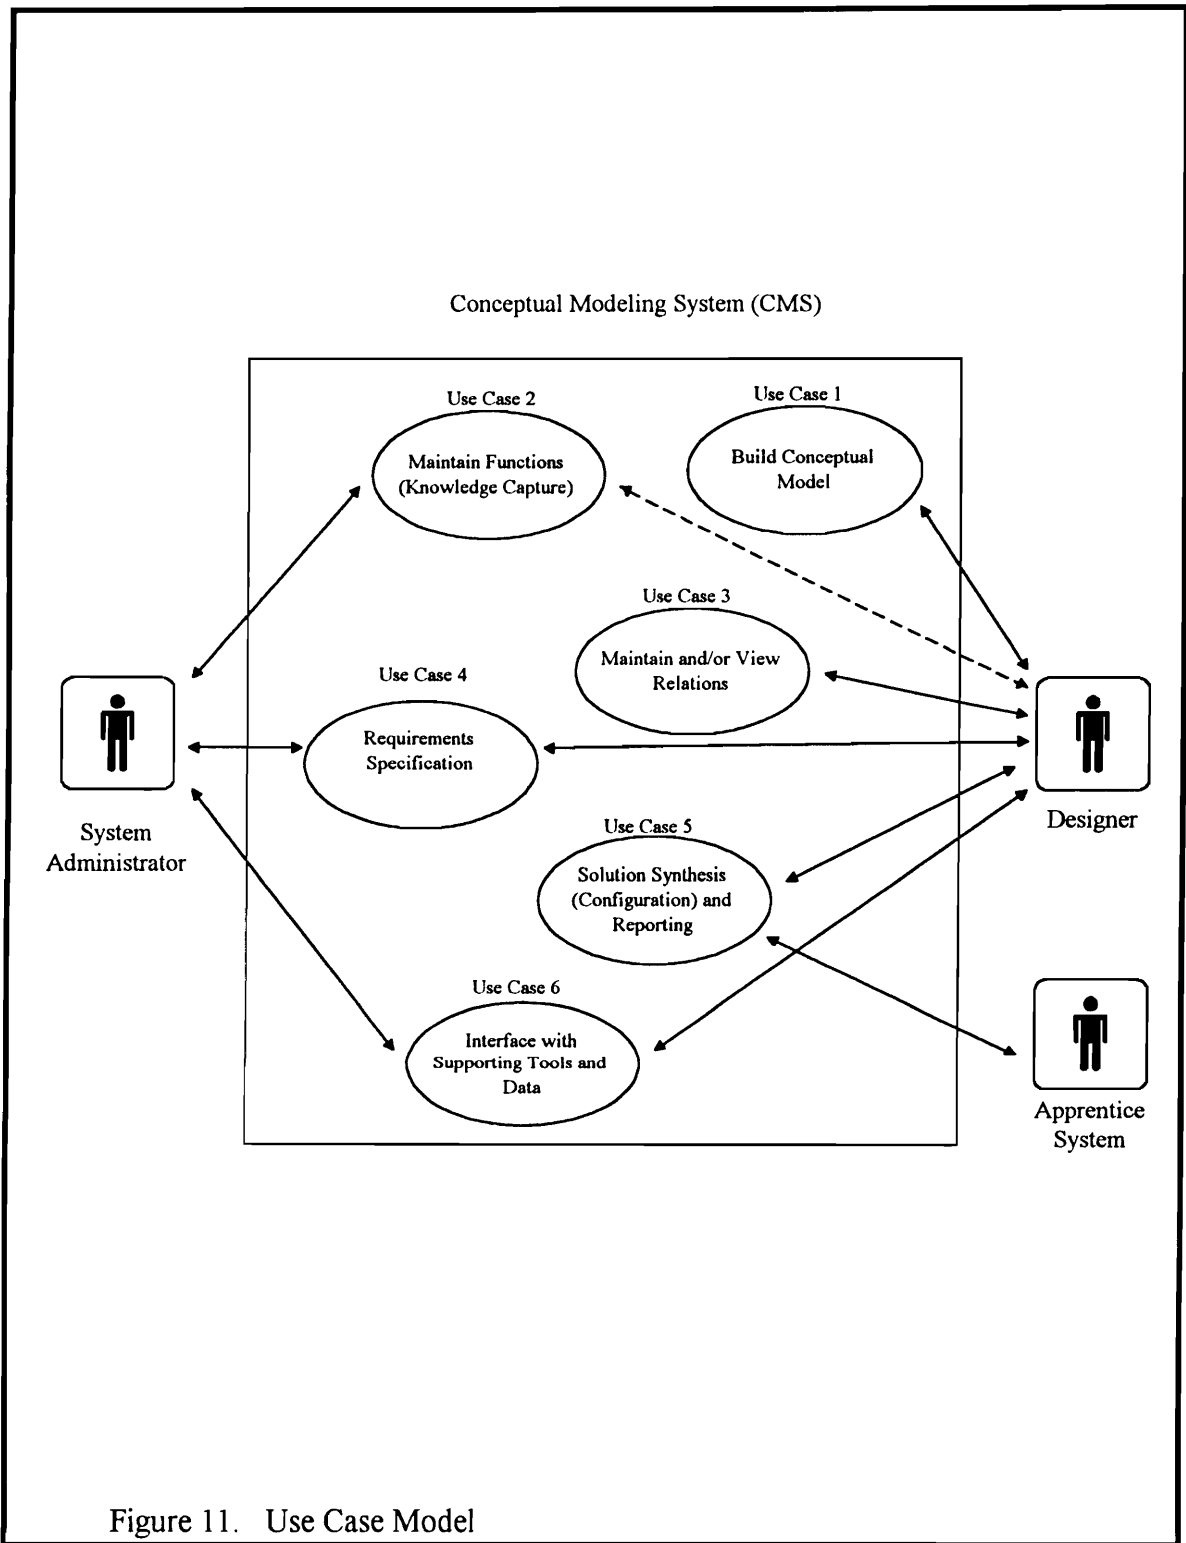 Conceptual Modeling System (CMS)
Use Case 2
Maintain Functions
(Knowledge Capture)
Use Case 1
Build Conceptual
Model
Use Case 3
Maintain and/or View
Relations
Use Case 4
Requirements
Specification
System
Administrator
Designer
Use Case 5
Solution Synthesis
(Configuration) and
Reporting
Use Case 6
Interface with
Supporting Tools and
Data
Apprentice
System
Figure 11. Use Case Model